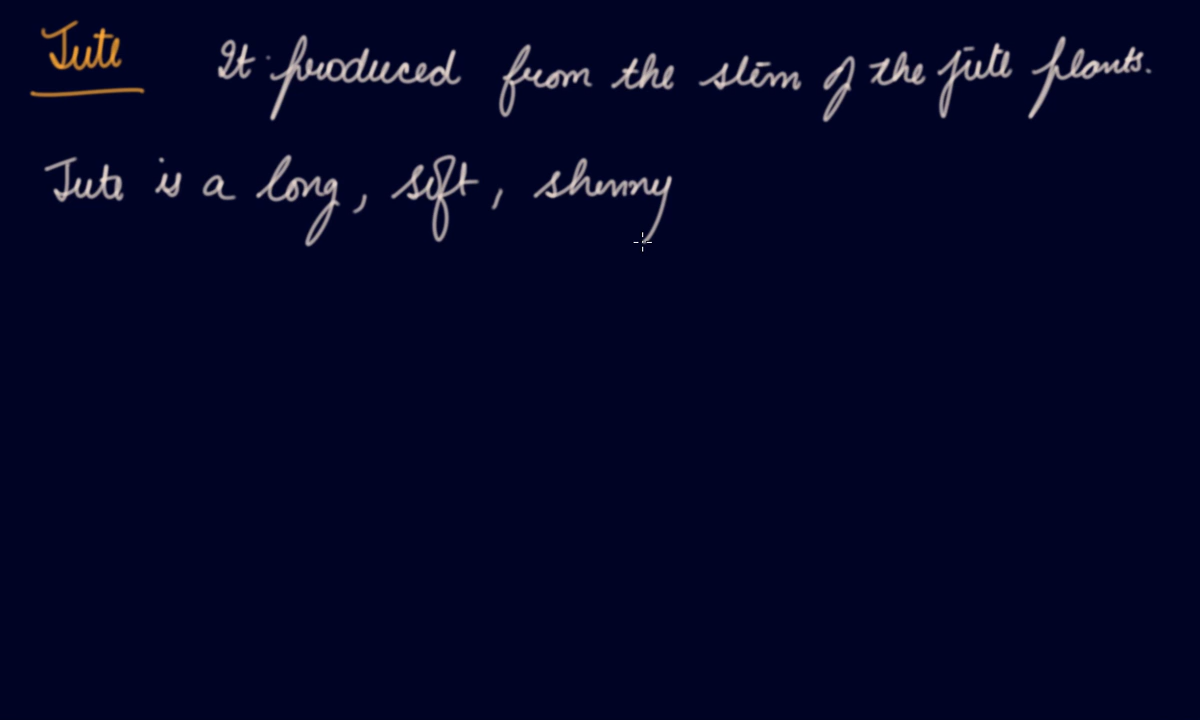 Jute It produced from the stem of the jute plants.
Jute is a long, soft, shinny